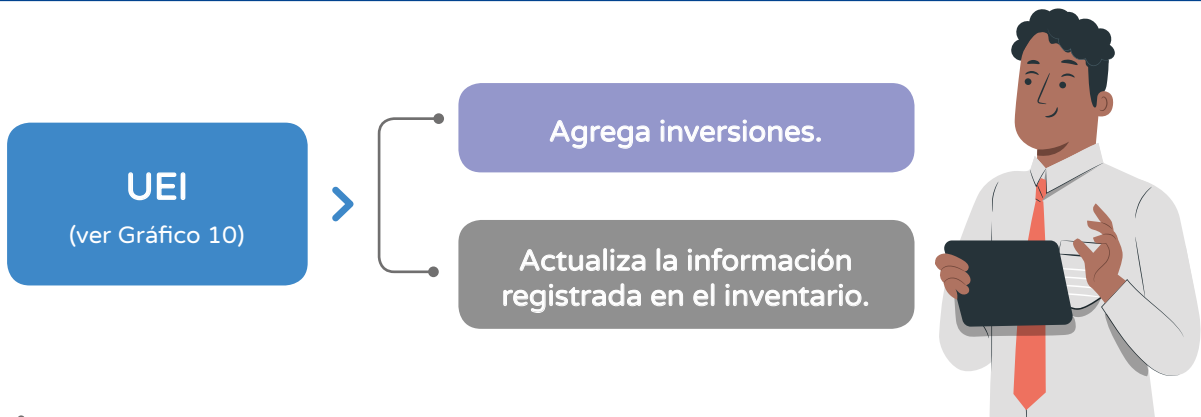 UEI
(ver Gráfico 10)
Agrega inversiones.
Actualiza la información
registrada en el inventario.